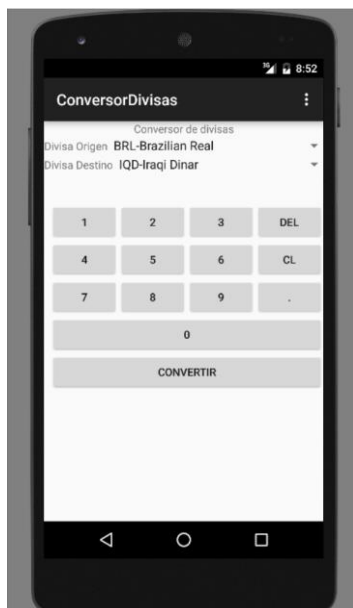 3G 8:52
ConversorDivisas
Conversor de divisas
Divisa Origen BRL-Brazilian Real
Divisa Destino IQD-Iraqi Dinar
1 2 3 DEL
4 5 6 CL
7 8 9 .
0
CONVERTIR